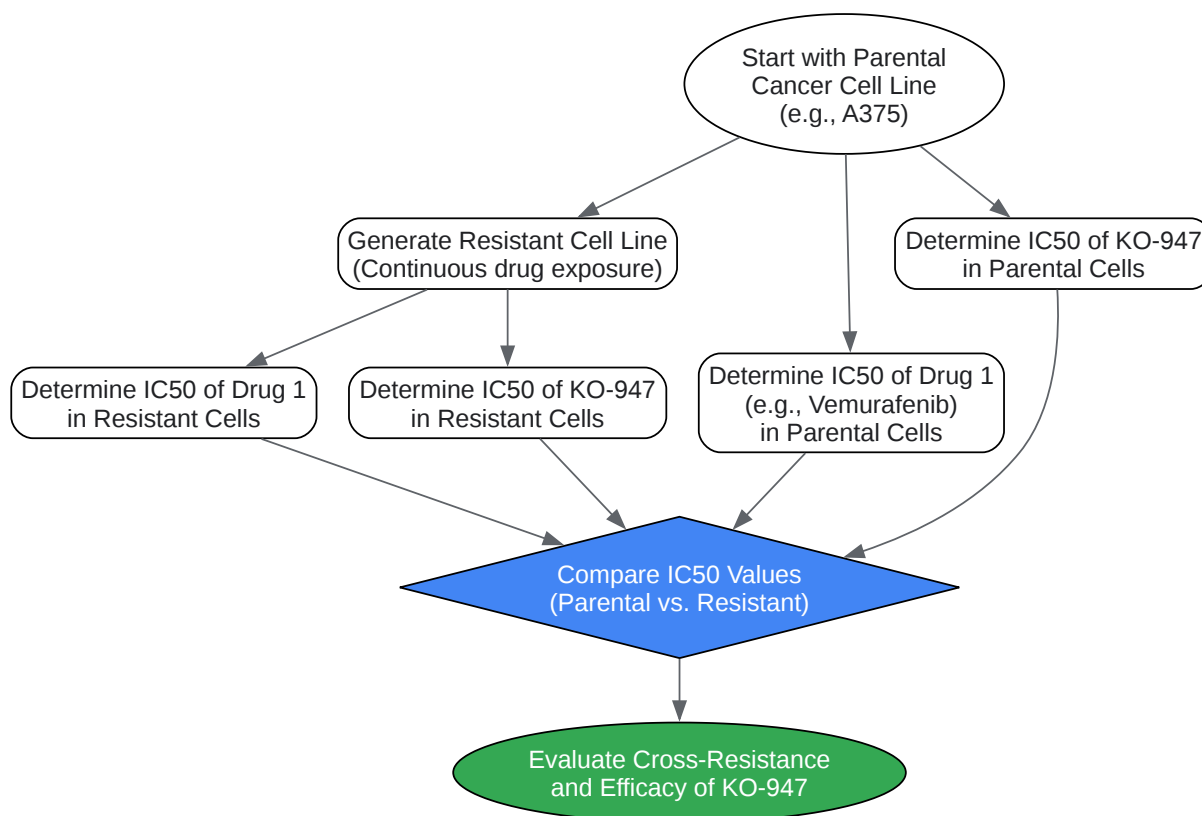 Start with Parental
Cancer Cell Line
(e.g., A375)
Generate Resistant Cell Line
(Continuous drug exposure)
Determine IC50 of KO-947
in Parental Cells
Determine IC50 of Drug 1
in Resistant Cells
Determine IC50 of KO-947
in Resistant Cells
Determine IC50 of Drug 1
(e.g., Vemurafenib)
in Parental Cells
Compare IC50 Values
(Parental vs. Resistant)
Evaluate Cross-Resistance
and Efficacy of KO-947